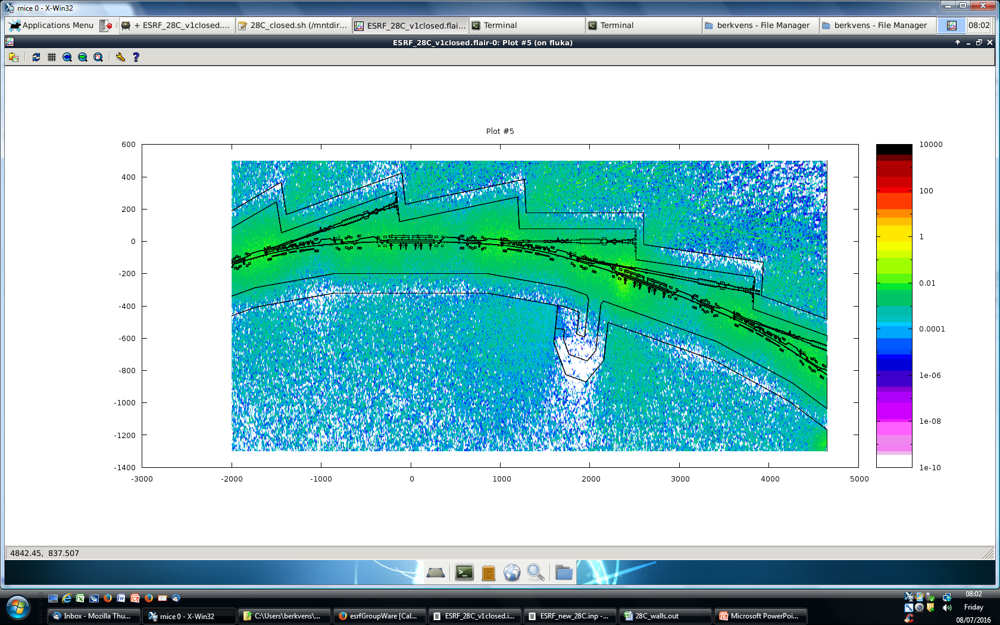 rnice 0 - X-Win32
Applications Menu
+ ESRF_28C_v1closed....
28C_closed.sh (/mntdir...
ESRF_28C_v1closed.flai...
Terminal
Terminal
berkvens - File Manager
berkvens - File Manager
08:02
ESRF_28C_v1closed.flair-0: Plot #5 (on fluka)
Plot #5
600
400
200
0
-200
-400
-600
-800
-1000
-1200
-1400
-3000
-2000
-1000
0
1000
2000
3000
4000
5000
10000
100
1
0.01
0.0001
1e-06
1e-08
1e-10
4842.45, 837.507
Inbox - Mozilla Thu...
rnice 0 - X-Win32
C:\Users\berkvens\...
esrfGroupWare [Cal...
ESRF_28C_v1closed.i...
ESRF_new_28C.inp -...
28C_walls.out
Microsoft PowerPoi...
08:02
Friday
08/07/2016